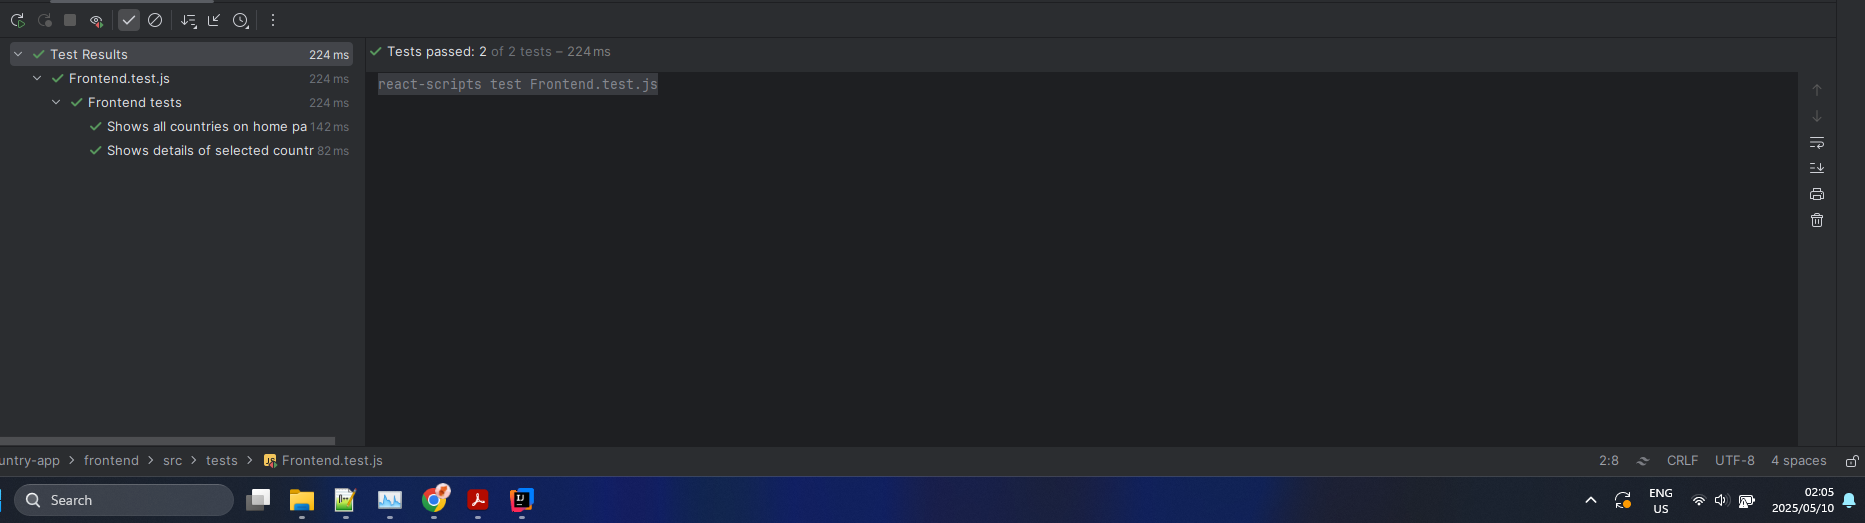 Test Results 224 ms
Frontend.test.js 224 ms
Frontend tests 224 ms
Shows all countries on home pa 142 ms
Shows details of selected countr 82 ms
Tests passed: 2 of 2 tests – 224 ms
react-scripts test Frontend.test.js
untry-app > frontend > src > tests > Frontend.test.js
2:8 CRLF UTF-8 4 spaces
Search
ENG
US
02:05
2025/05/10